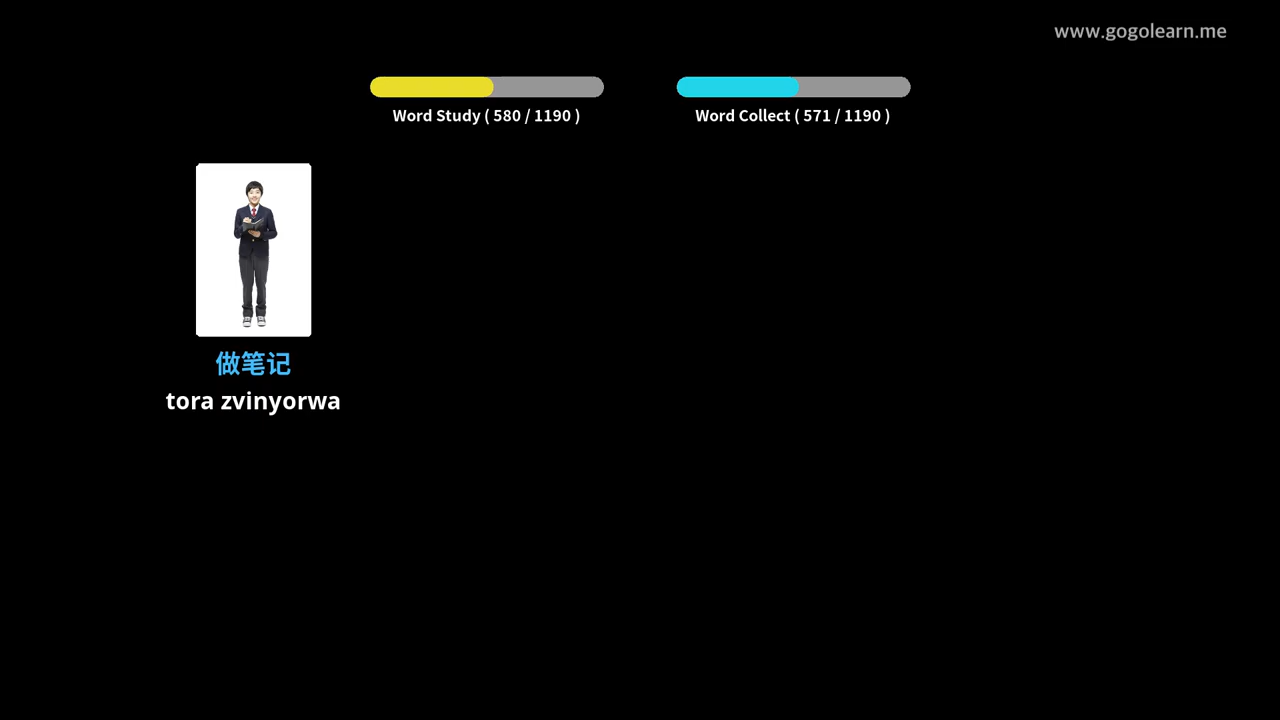 www.gogolearn.me
Word Study ( 580 / 1190 )
Word Collect ( 571 / 1190 )
做笔记
tora zvinyorwa